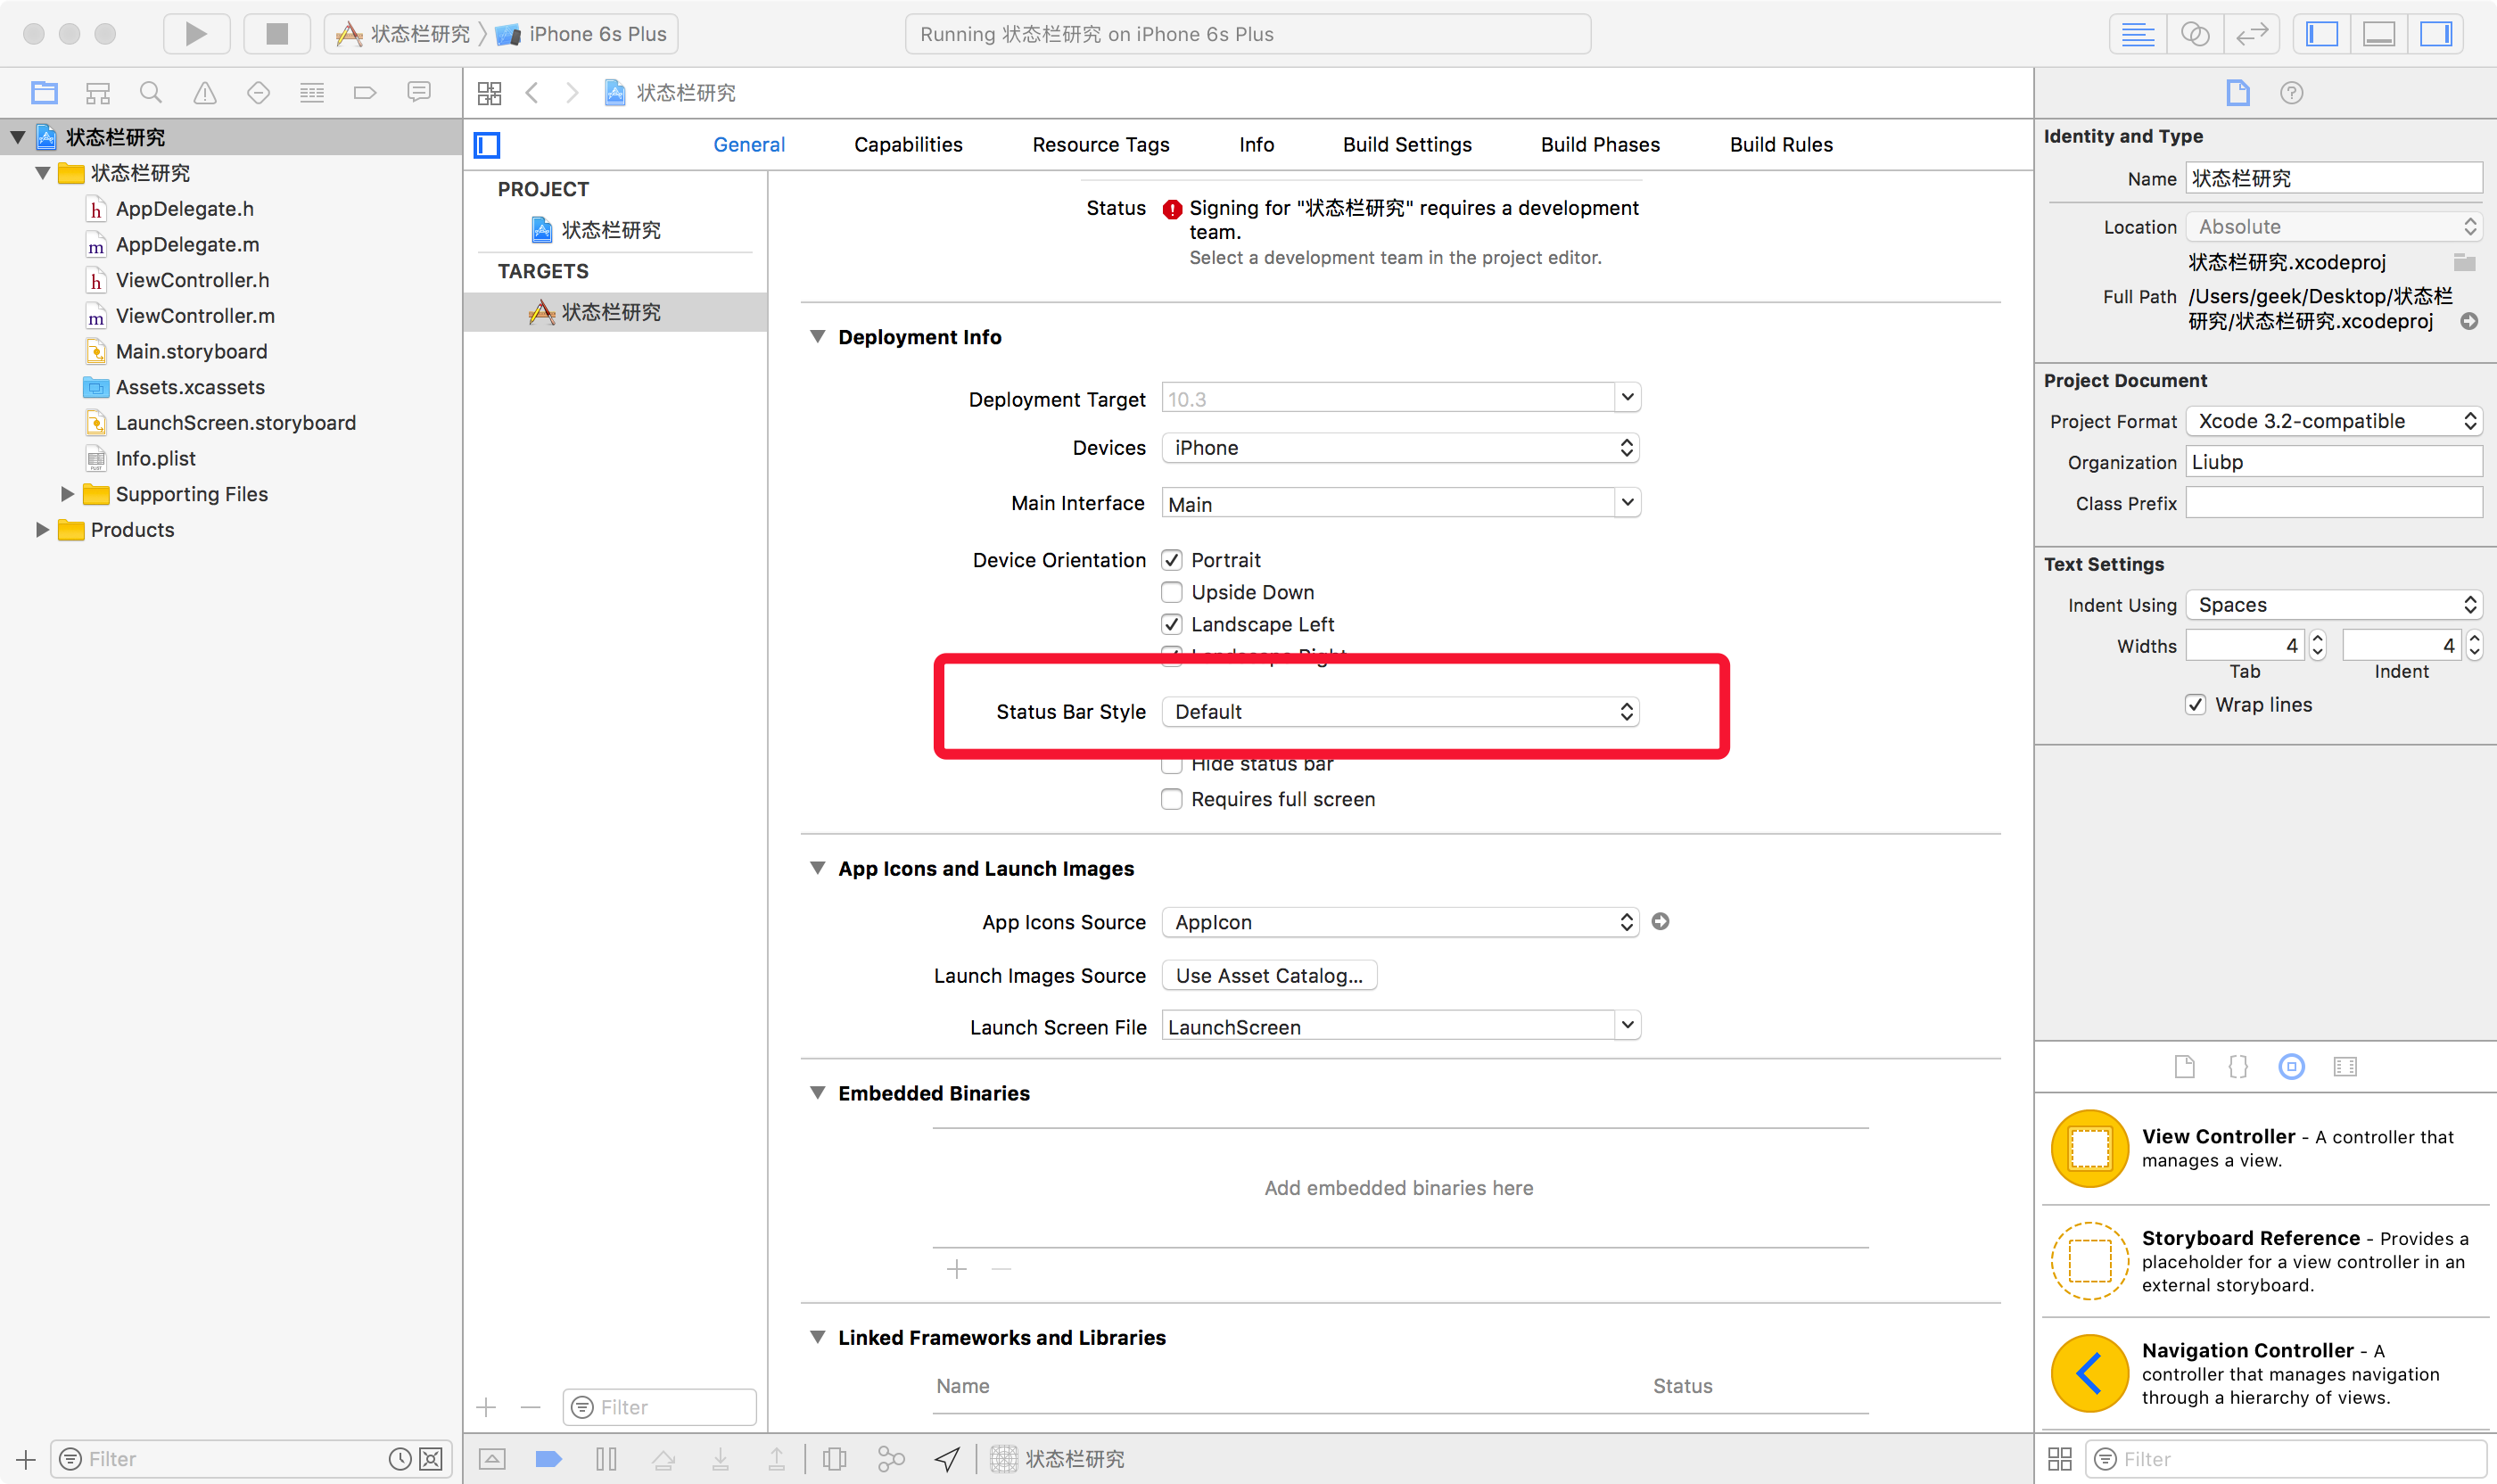 状态栏研究 iPhone 6s Plus
Running 状态栏研究 on iPhone 6s Plus
状态栏研究
状态栏研究
状态栏研究
AppDelegate.h
AppDelegate.m
ViewController.h
ViewController.m
Main.storyboard
Assets.xcassets
LaunchScreen.storyboard
Info.plist
Supporting Files
Products
Filter
General Capabilities Resource Tags Info Build Settings Build Phases Build Rules
PROJECT
状态栏研究
TARGETS
状态栏研究
Filter
Status Signing for "状态栏研究" requires a development
team.
Select a development team in the project editor.
Deployment Info
Deployment Target 10.3
Devices iPhone
Main Interface Main
Device Orientation Portrait
Upside Down
Landscape Left
Landscape Right
Status Bar Style Default
Hide status bar
Requires full screen
App Icons and Launch Images
App Icons Source AppIcon
Launch Images Source Use Asset Catalog...
Launch Screen File LaunchScreen
Embedded Binaries
Add embedded binaries here
Linked Frameworks and Libraries
Name Status
状态栏研究
Identity and Type
Name 状态栏研究
Location Absolute
状态栏研究.xcodeproj
Full Path /Users/geek/Desktop/状态栏
研究/状态栏研究.xcodeproj
Project Document
Project Format Xcode 3.2-compatible
Organization Liubp
Class Prefix
Text Settings
Indent Using Spaces
Widths 4 4
Tab Indent
Wrap lines
View Controller - A controller that
manages a view.
Storyboard Reference - Provides a
placeholder for a view controller in an
external storyboard.
Navigation Controller - A
controller that manages navigation
through a hierarchy of views.
Filter